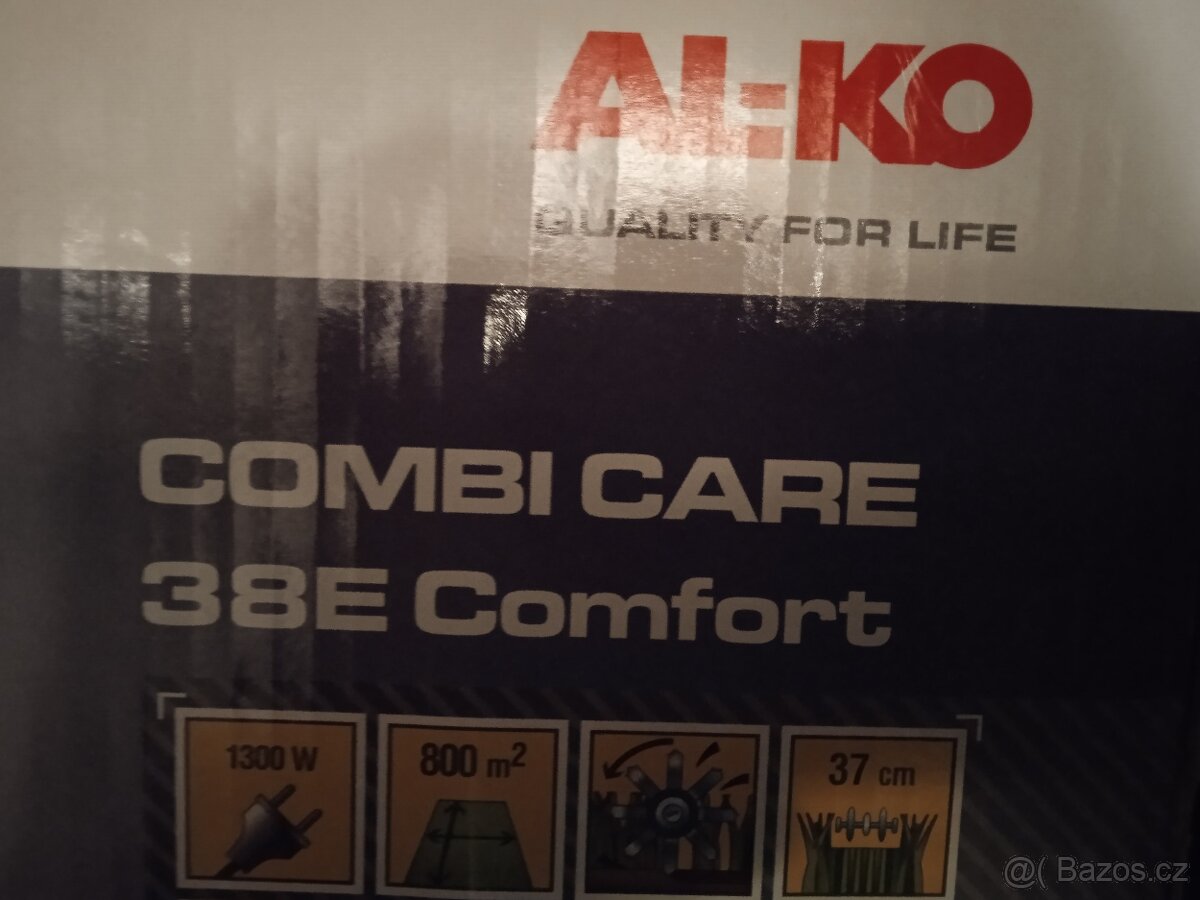 AL-KO
QUALITY FOR LIFE
COMBI CARE
38E Comfort
1300 W
800 m²
37 cm
@( Bazos.cz